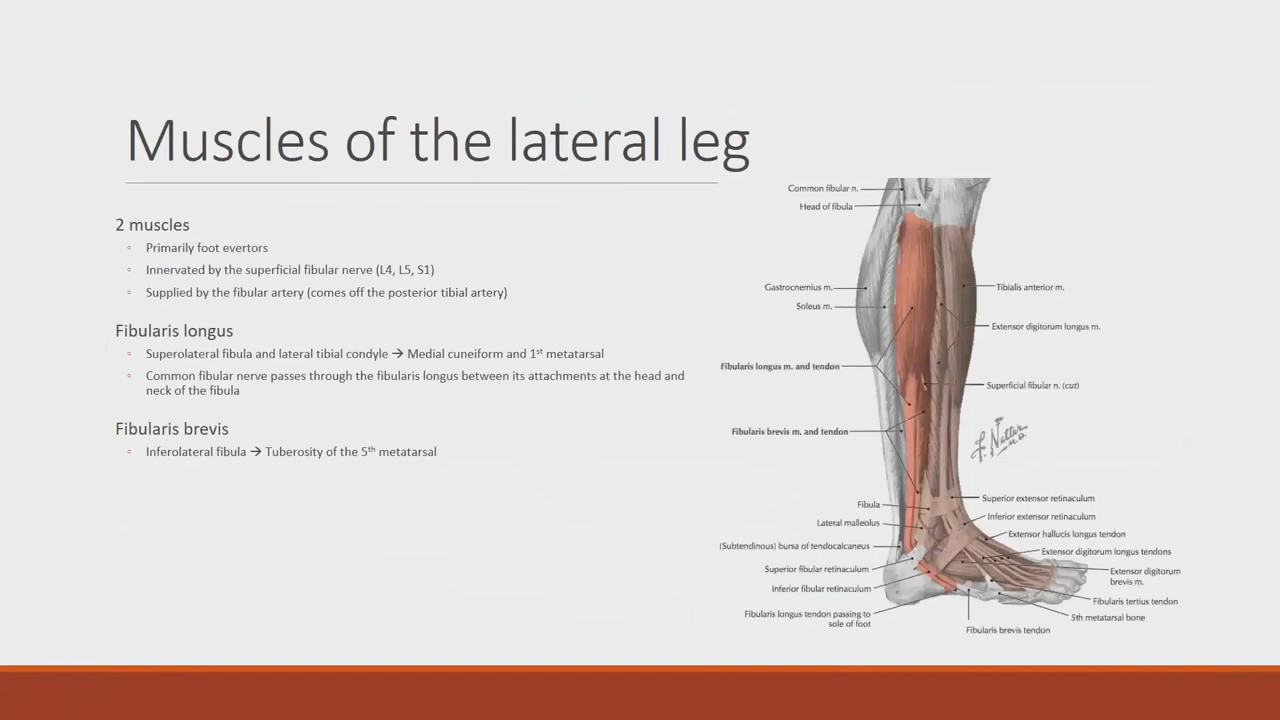 Muscles of the lateral leg
2 muscles
▫ Primarily foot evertors
▫ Innervated by the superficial fibular nerve (L4, L5, S1)
▫ Supplied by the fibular artery (comes off the posterior tibial artery)
Fibularis longus
▫ Superolateral fibula and lateral tibial condyle → Medial cuneiform and 1st metatarsal
▫ Common fibular nerve passes through the fibularis longus between its attachments at the head and
neck of the fibula
Fibularis brevis
▫ Inferolateral fibula → Tuberosity of the 5th metatarsal
Common fibular n.
Head of fibula
Gastrocnemius m.
Soleus m.
Fibularis longus m. and tendon
Fibularis brevis m. and tendon
Fibula
Lateral malleolus
(Subtendinous) bursa of tendocalcaneus
Superior fibular retinaculum
Inferior fibular retinaculum
Fibularis longus tendon passing to
sole of foot
Tibialis anterior m.
Extensor digitorum longus m.
Superficial fibular n. (cut)
F. Netter
M.D.
Superior extensor retinaculum
Inferior extensor retinaculum
Extensor hallucis longus tendon
Extensor digitorum longus tendons
Extensor digitorum
brevis m.
Fibularis tertius tendon
5th metatarsal bone
Fibularis brevis tendon